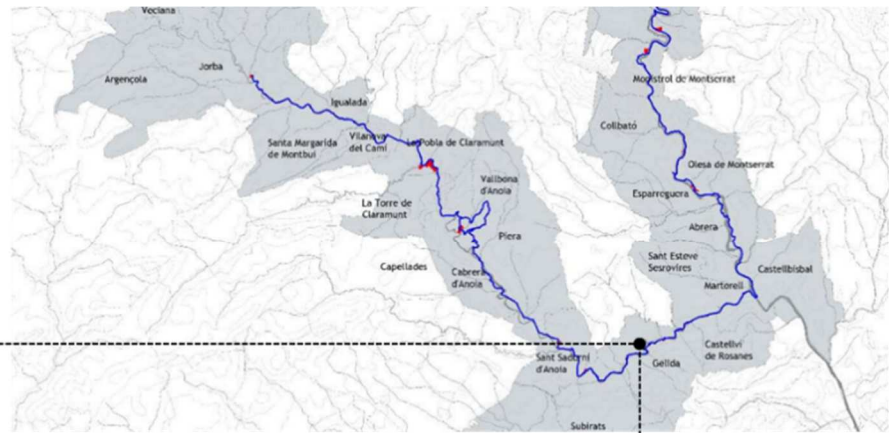 Veciana
Argençola
Jorba
Igualada
Santa Margarida
de Montbui
Vilanova
del Camí
La Pobla de Claramunt
Vallbona
d'Anoia
La Torre de
Claramunt
Piera
Capellades
Cabrera
d'Anoia
Sant Sadurní
d'Anoia
Subirats
Gelida
Castellví
de Rosanes
Martorell
Castellbisbal
Sant Esteve
Sesrovires
Abrera
Esparreguera
Olesa de Montserrat
Collbató
Monistrol de Montserrat